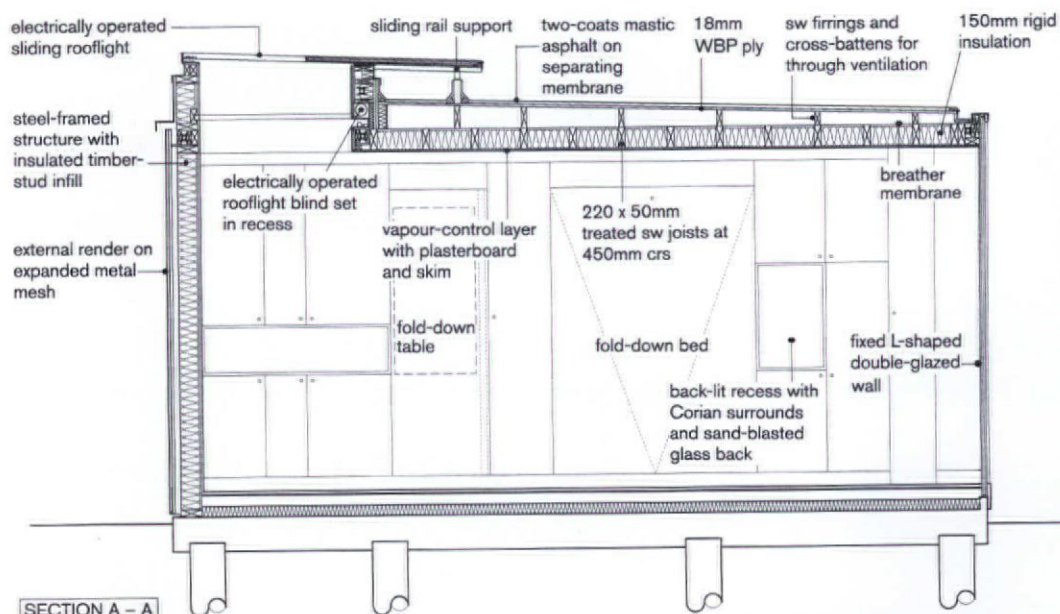 electrically operated
sliding rooflight
sliding rail support
two-coats mastic
asphalt on
separating
membrane
18mm
WBP ply
sw firrings and
cross-battens for
through ventilation
150mm rigid
insulation
steel-framed
structure with
insulated timber-
stud infill
electrically operated
rooflight blind set
in recess
vapour-control layer
with plasterboard
and skim
220 x 50mm
treated sw joists at
450mm crs
breather
membrane
external render on
expanded metal
mesh
fold-down
table
fold-down bed
back-lit recess with
Corian surrounds
and sand-blasted
glass back
fixed L-shaped
double-glazed
wall
SECTION A – A